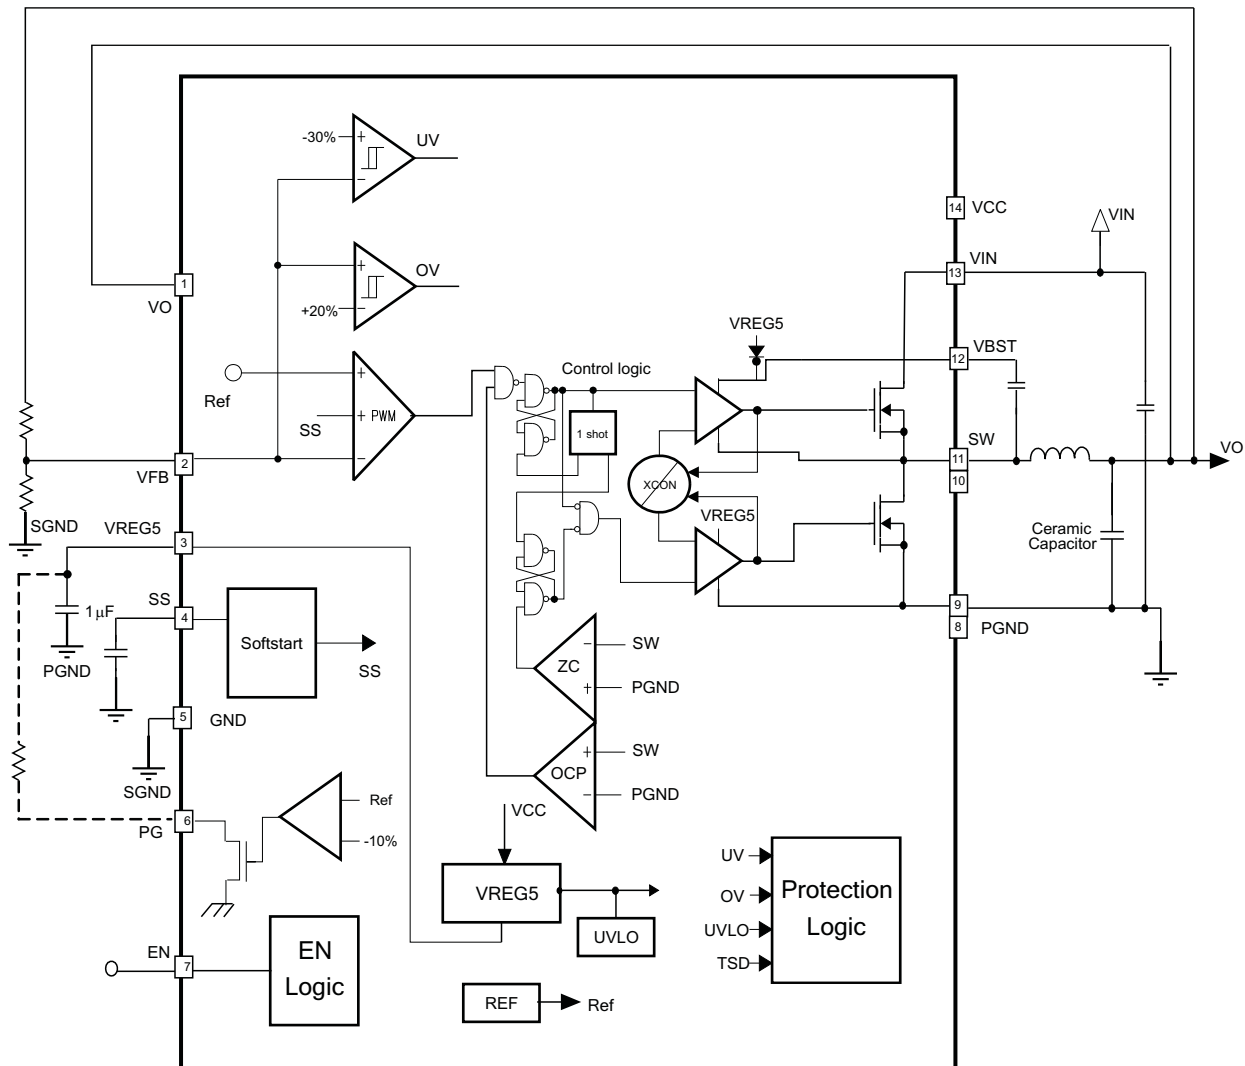 -30%
+
UV
−
14
VCC
VIN
+
OV
VIN
13
1
+20%
−
VO
VREG5
VBST
12
+
Control logic
Ref
+
PWM
SS
1 shot
SW
2
−
11
VO
VFB
XCON
10
SGND
VREG5
VREG5
Ceramic
Capacitor
3
SS
1 μF
4
9
8
PGND
Softstart
−
SW
ZC
PGND
SS
+
PGND
5
GND
+
SW
OCP
SGND
−
PGND
Ref
VCC
6
PG
-10%
UV
VREG5
Protection
Logic
OV
EN
EN
Logic
UVLO
UVLO
7
TSD
REF
Ref